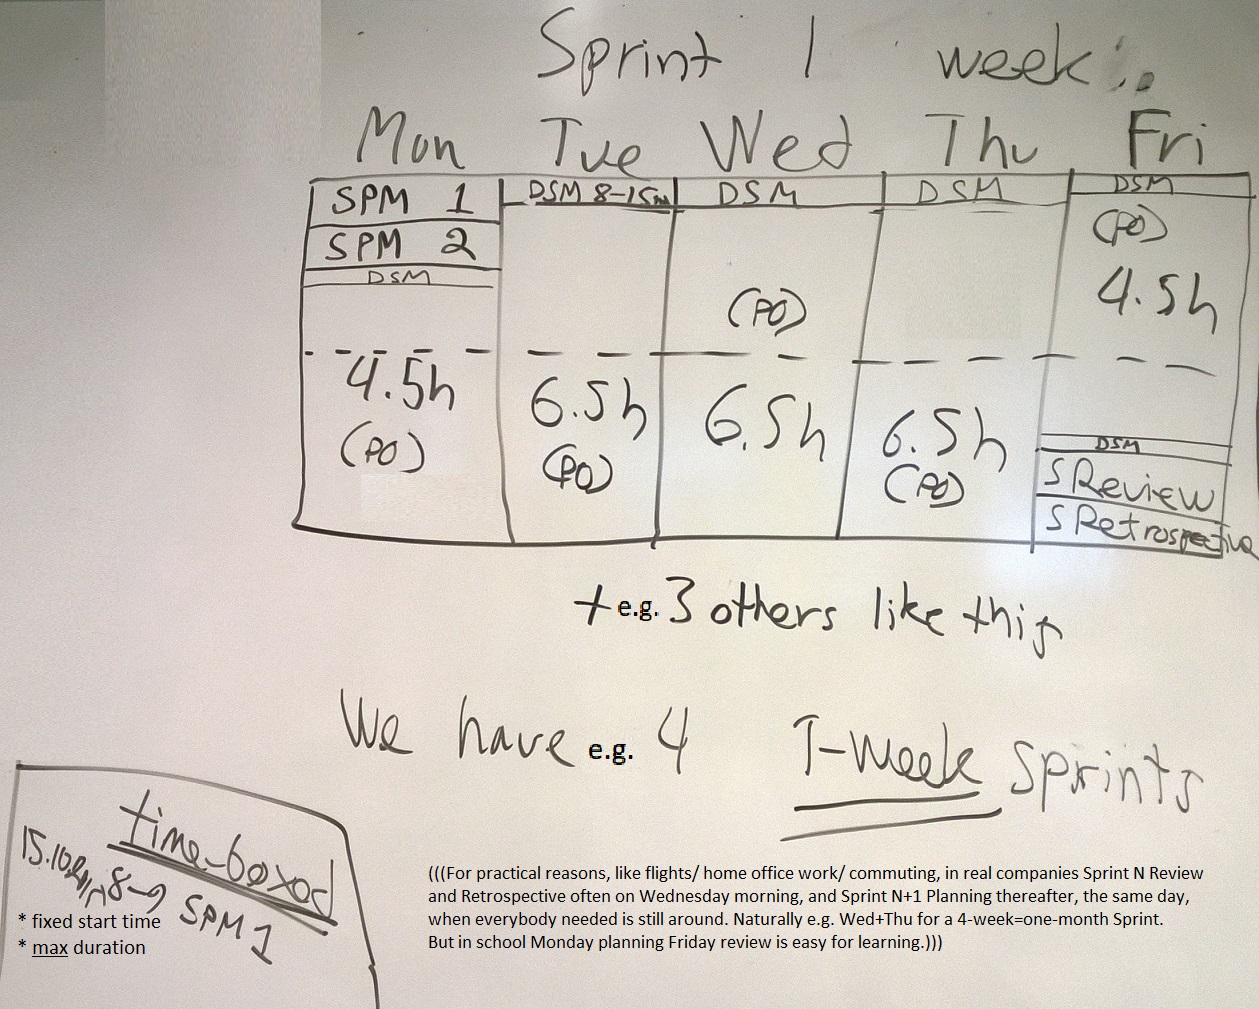 Sprint 1 week
Mon Tue Wed Thu Fri
SPM 1 DSM 8-15m DSM DSM DSM
SPM 2 (PO)
DSM
(PO) 4.5h
4.5h 6.5h 6.5h 6.5h
(PO) (PO) (PO)
DSM
S Review
S Retrospective
+ e.g. 3 others like this
We have e.g. 4 1-week sprints
time-boxed
15.10 8→
SPM 1
* fixed start time
* max duration
(((For practical reasons, like flights/ home office work/ commuting, in real companies Sprint N Review
and Retrospective often on Wednesday morning, and Sprint N+1 Planning thereafter, the same day,
when everybody needed is still around. Naturally e.g. Wed+Thu for a 4-week=one-month Sprint.
But in school Monday planning Friday review is easy for learning.)))